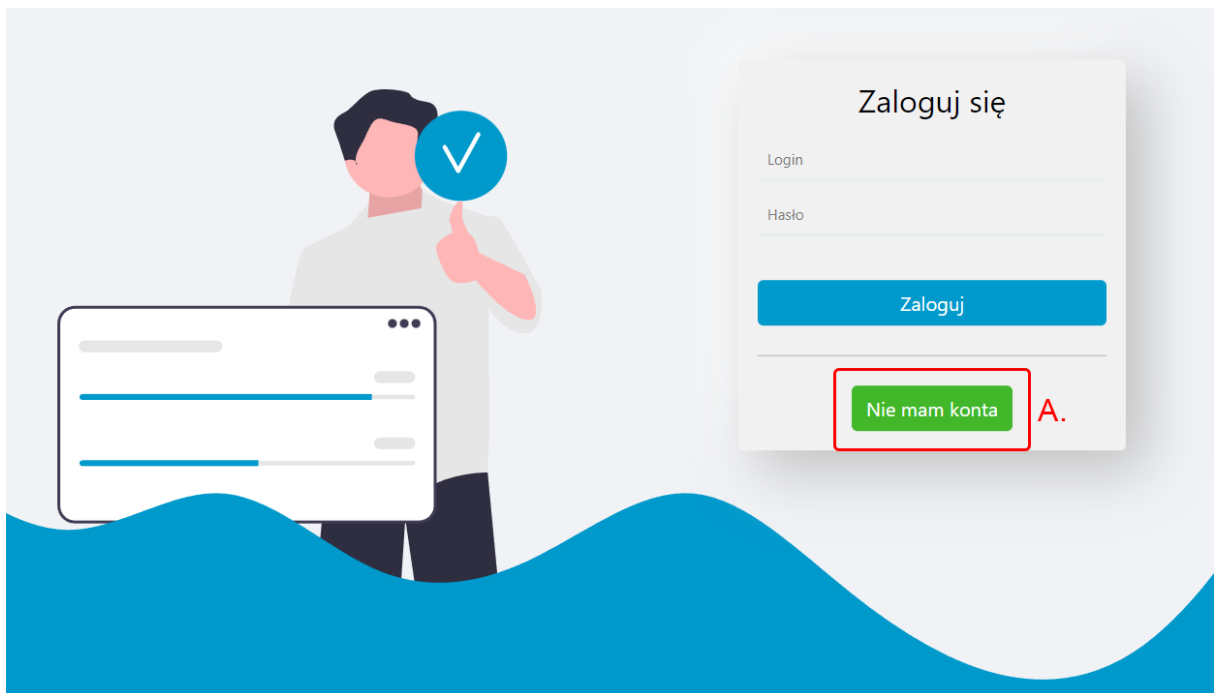 Zaloguj się
Login
Hasło
Zaloguj
Nie mam konta
A.